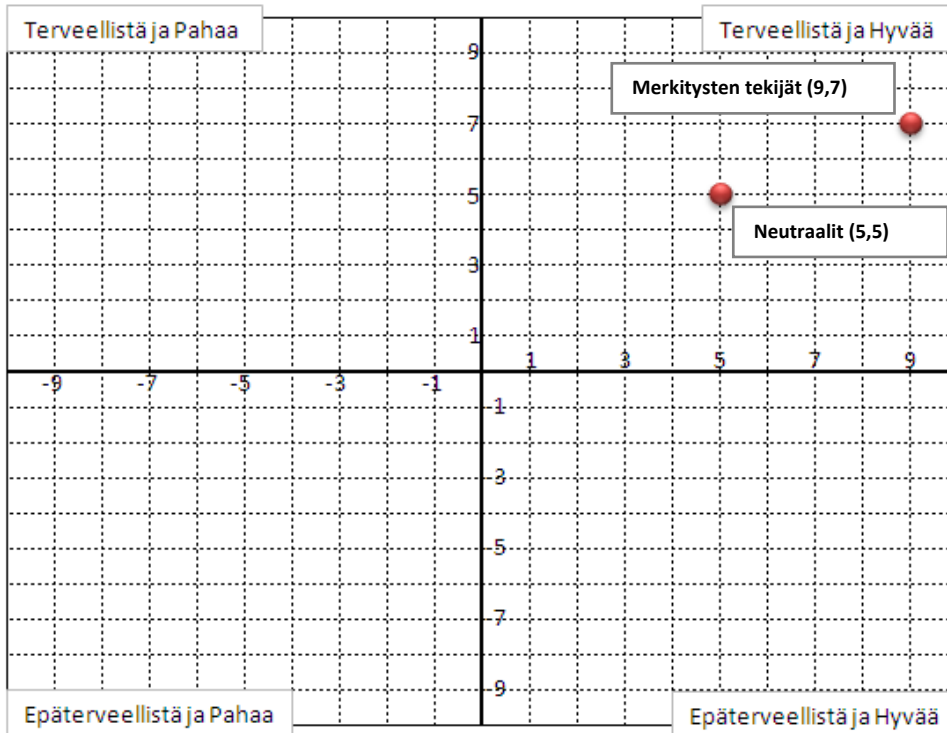 Terveellistä ja Pahaa
Terveellistä ja Hyvää
9
Merkitysten tekijät (9,7)
7
5
Neutraalit (5,5)
3
1
-9 -7 -5 -3 -1 1 3 5 7 9
-1
-3
-5
-7
-9
Epäterveellistä ja Pahaa
Epäterveellistä ja Hyvää